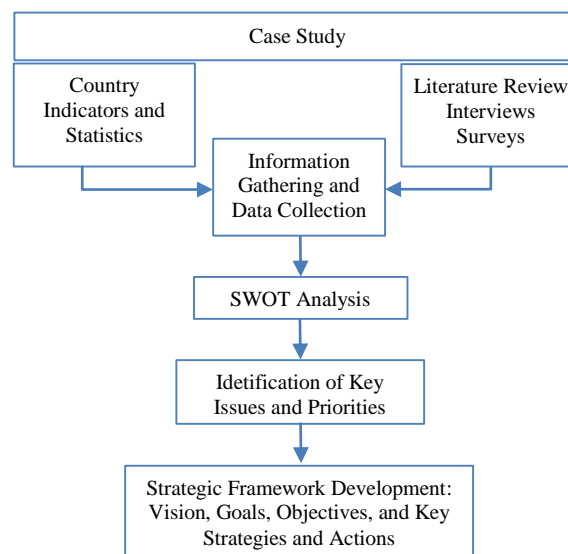 Case Study
Country
Indicators and
Statistics
Literature Review
Interviews
Surveys
Information
Gathering and
Data Collection
SWOT Analysis
Idetification of Key
Issues and Priorities
Strategic Framework Development:
Vision, Goals, Objectives, and Key
Strategies and Actions